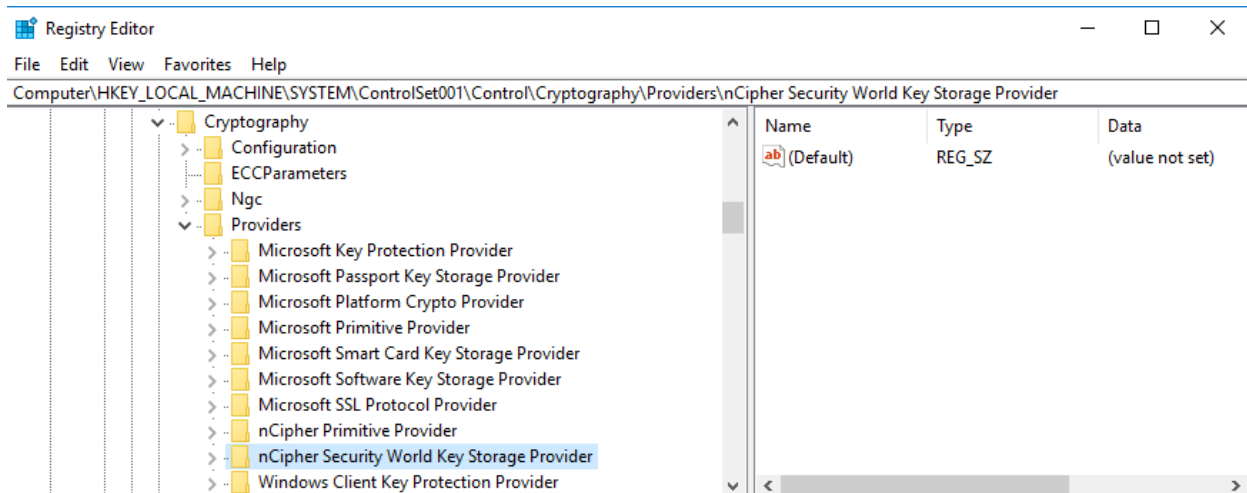 Registry Editor
File Edit View Favorites Help
Computer\HKEY_LOCAL_MACHINE\SYSTEM\ControlSet001\Control\Cryptography\Providers\nCipher Security World Key Storage Provider
Cryptography
Configuration
ECCParameters
Ngc
Providers
Microsoft Key Protection Provider
Microsoft Passport Key Storage Provider
Microsoft Platform Crypto Provider
Microsoft Primitive Provider
Microsoft Smart Card Key Storage Provider
Microsoft Software Key Storage Provider
Microsoft SSL Protocol Provider
nCipher Primitive Provider
nCipher Security World Key Storage Provider
Windows Client Key Protection Provider
Name Type Data
ab (Default) REG_SZ (value not set)